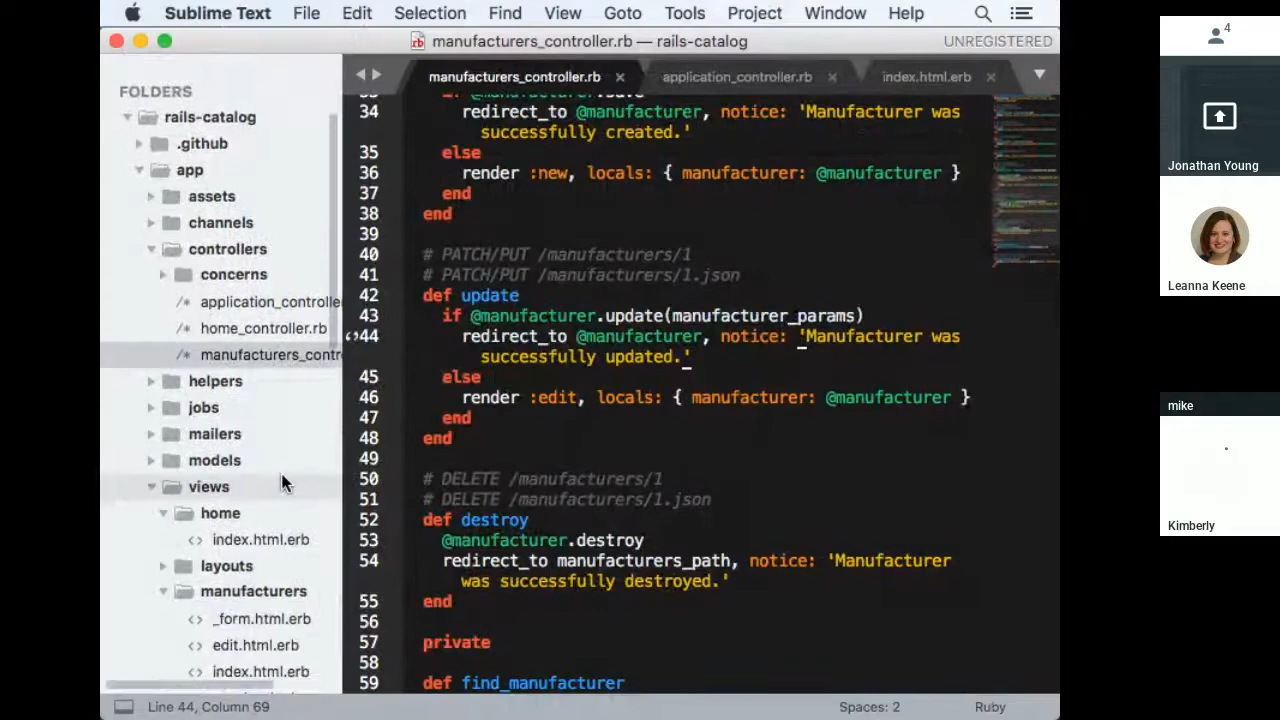 Sublime Text File Edit Selection Find View Goto Tools Project Window Help
manufacturers_controller.rb — rails-catalog
UNREGISTERED
FOLDERS
rails-catalog
.github
app
assets
channels
controllers
concerns
/* application_controlle
/* home_controller.rb
/* manufacturers_contr
helpers
jobs
mailers
models
views
home
<> index.html.erb
layouts
manufacturers
<> _form.html.erb
<> edit.html.erb
<> index.html.erb
manufacturers_controller.rb × application_controller.rb × index.html.erb ×
34 redirect_to @manufacturer, notice: 'Manufacturer was
successfully created.'
35 else
36 render :new, locals: { manufacturer: @manufacturer }
37 end
38 end
39
40 # PATCH/PUT /manufacturers/1
41 # PATCH/PUT /manufacturers/1.json
42 def update
43 if @manufacturer.update(manufacturer_params)
44 redirect_to @manufacturer, notice: 'Manufacturer was
successfully updated.'
45 else
46 render :edit, locals: { manufacturer: @manufacturer }
47 end
48 end
49
50 # DELETE /manufacturers/1
51 # DELETE /manufacturers/1.json
52 def destroy
53 @manufacturer.destroy
54 redirect_to manufacturers_path, notice: 'Manufacturer
was successfully destroyed.'
55 end
56
57 private
58
59 def find_manufacturer
Line 44, Column 69
Spaces: 2
Ruby
4
Jonathan Young
Leanna Keene
mike
Kimberly